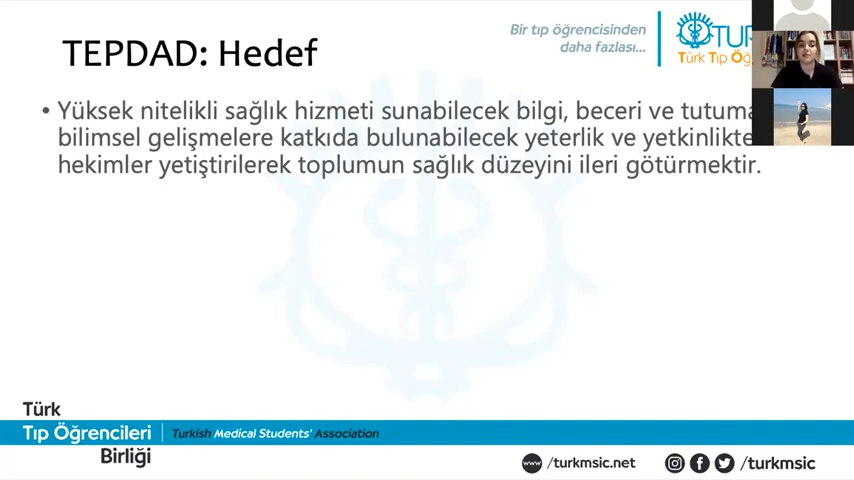 Bir tıp öğrencisinden
daha fazlası...
TUR
Türk Tıp Öğ
TEPDAD: Hedef
• Yüksek nitelikli sağlık hizmeti sunabilecek bilgi, beceri ve tutuma
bilimsel gelişmelere katkıda bulunabilecek yeterlik ve yetkinlikte
hekimler yetiştirilerek toplumun sağlık düzeyini ileri götürmektir.
Türk
Tıp Öğrencileri
Birliği
Turkish Medical Students' Association
www /turkmsic.net
/turkmsic